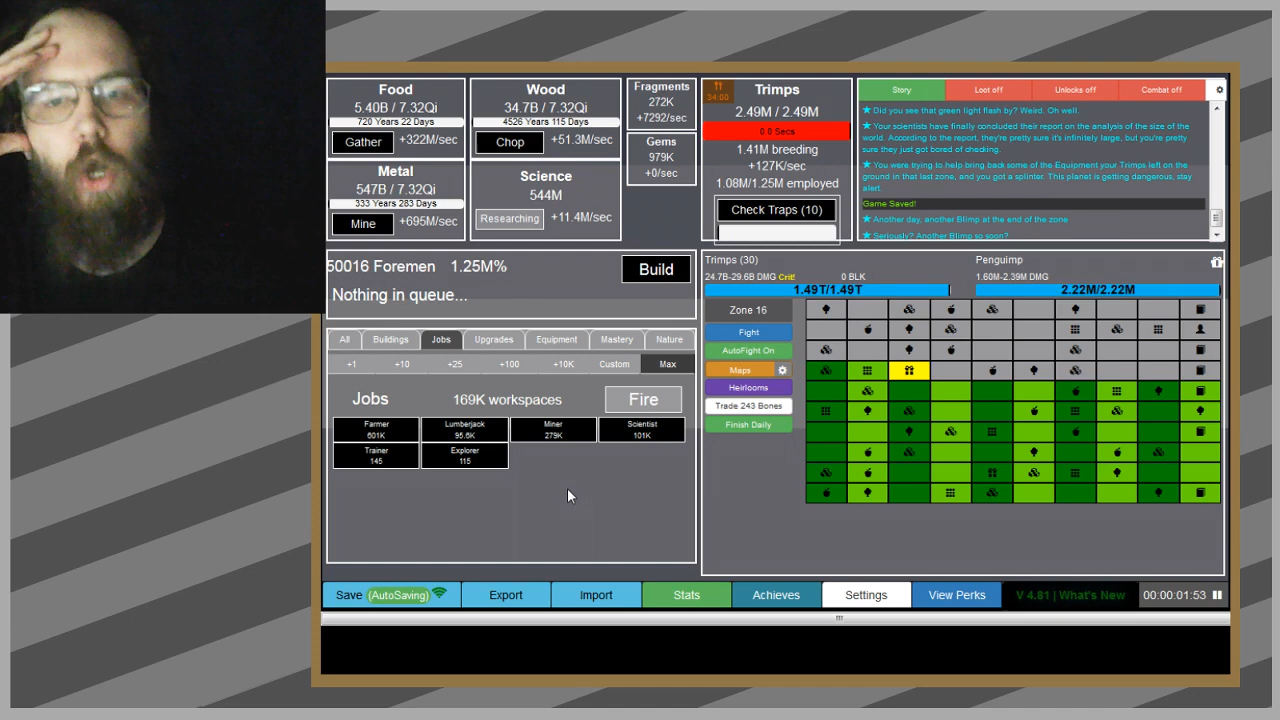 Food
5.40B / 7.32Qi
720 Years 22 Days
Gather
+322M/sec
Wood
34.7B / 7.32Qi
4526 Years 115 Days
Chop
+51.3M/sec
Metal
547B / 7.32Qi
333 Years 283 Days
Mine
+695M/sec
Science
544M
Researching
+11.4M/sec
Fragments
272K
+7292/sec
Gems
979K
+0/sec
34:00
Trimps
2.49M / 2.49M
0.0 Secs
1.41M breeding
+127K/sec
1.08M/1.25M employed
Check Traps (10)
Story
Loot off
Unlocks off
Combat off
Did you see that green light flash by? Weird. Oh well.
Your scientists have finally concluded their report on the analysis of the size of the
world. According to the report, they're pretty sure it's infinitely large, but you're pretty
sure they just got bored of checking.
You were trying to help bring back some of the Equipment your Trimps left on the
ground in that last zone, and you got a splinter. This planet is getting dangerous, stay
alert.
Game Saved!
Another day, another Blimp at the end of the zone
Seriously? Another Blimp so soon?
50016 Foremen 1.25M%
Build
Nothing in queue...
All
Buildings
Jobs
Upgrades
Equipment
Mastery
Nature
+1
+10
+25
+100
+10K
Custom
Max
Jobs
169K workspaces
Fire
Farmer
601K
Lumberjack
95.6K
Miner
279K
Scientist
101K
Trainer
145
Explorer
115
Trimps (30)
24.7B-29.6B DMG Crit!
0 BLK
1.49T/1.49T
Penguimp
1.60M-2.39M DMG
2.22M/2.22M
Zone 16
Fight
AutoFight On
Maps
Heirlooms
Trade 243 Bones
Finish Daily
Save (AutoSaving)
Export
Import
Stats
Achieves
Settings
View Perks
V 4.81 | What's New
00:00:01:53